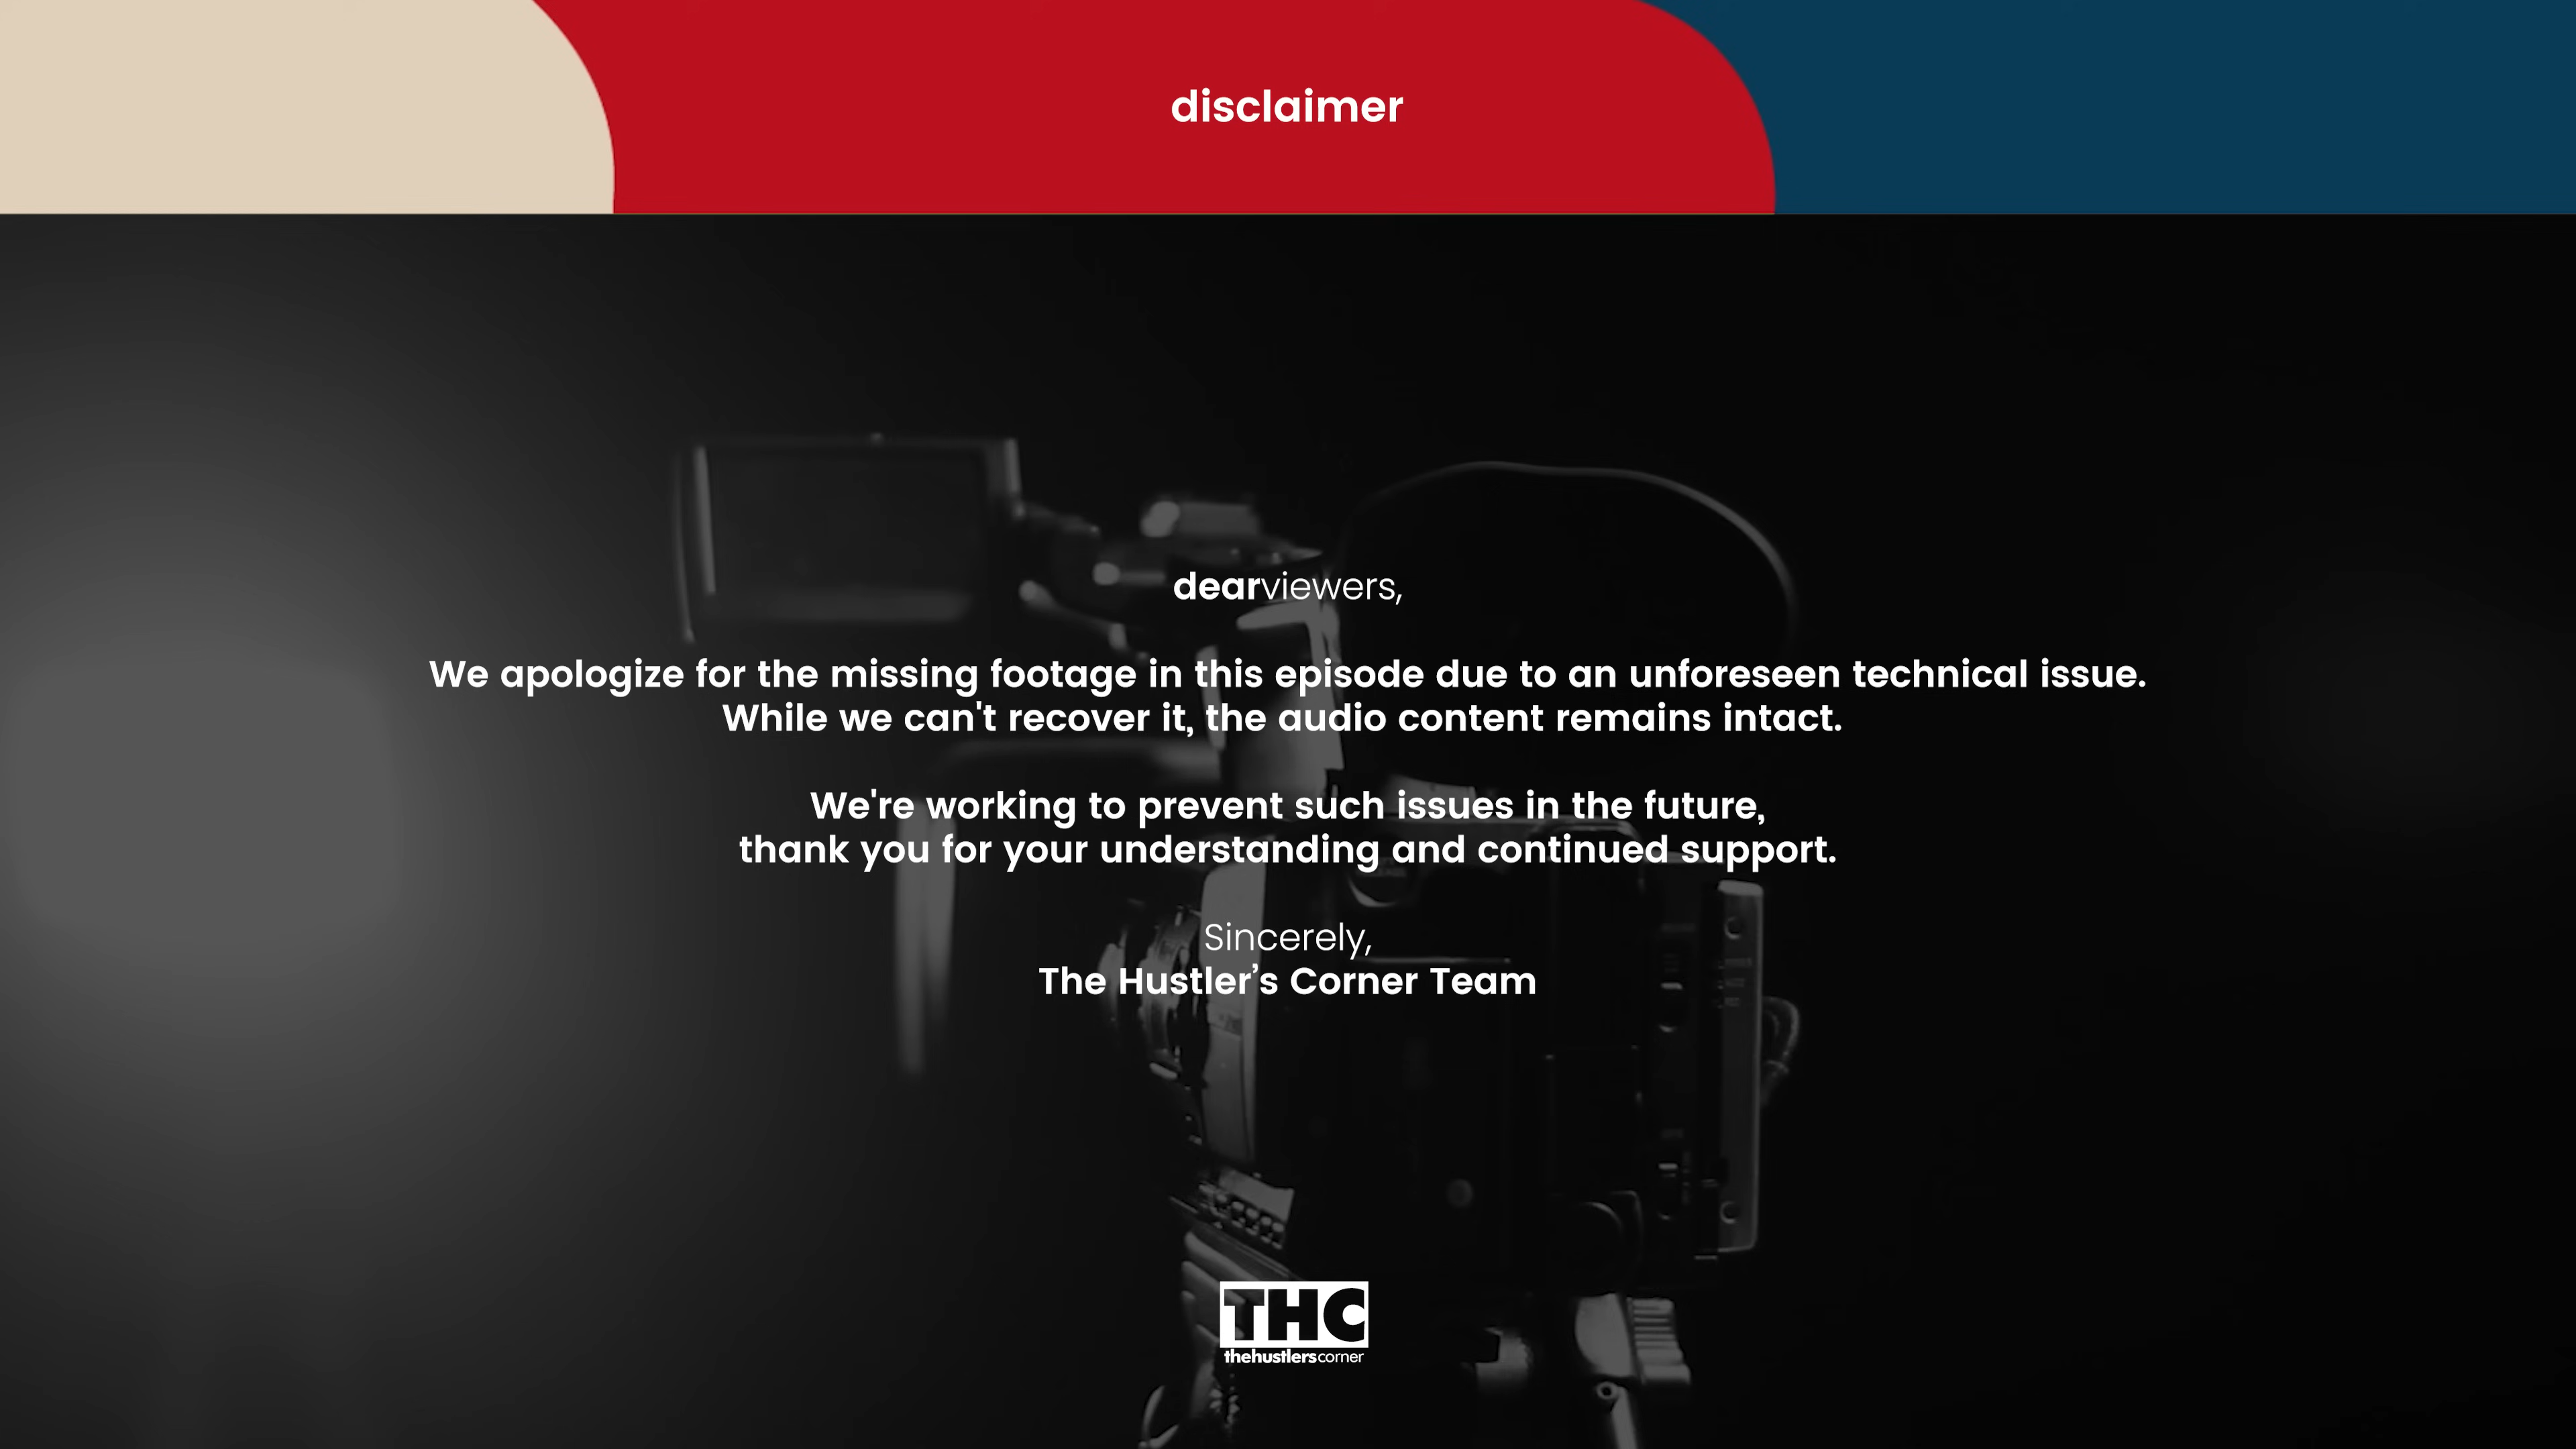 disclaimer
dearviewers,
We apologize for the missing footage in this episode due to an unforeseen technical issue.
While we can't recover it, the audio content remains intact.
We're working to prevent such issues in the future,
thank you for your understanding and continued support.
Sincerely,
The Hustler’s Corner Team
THC
thehustlerscorner